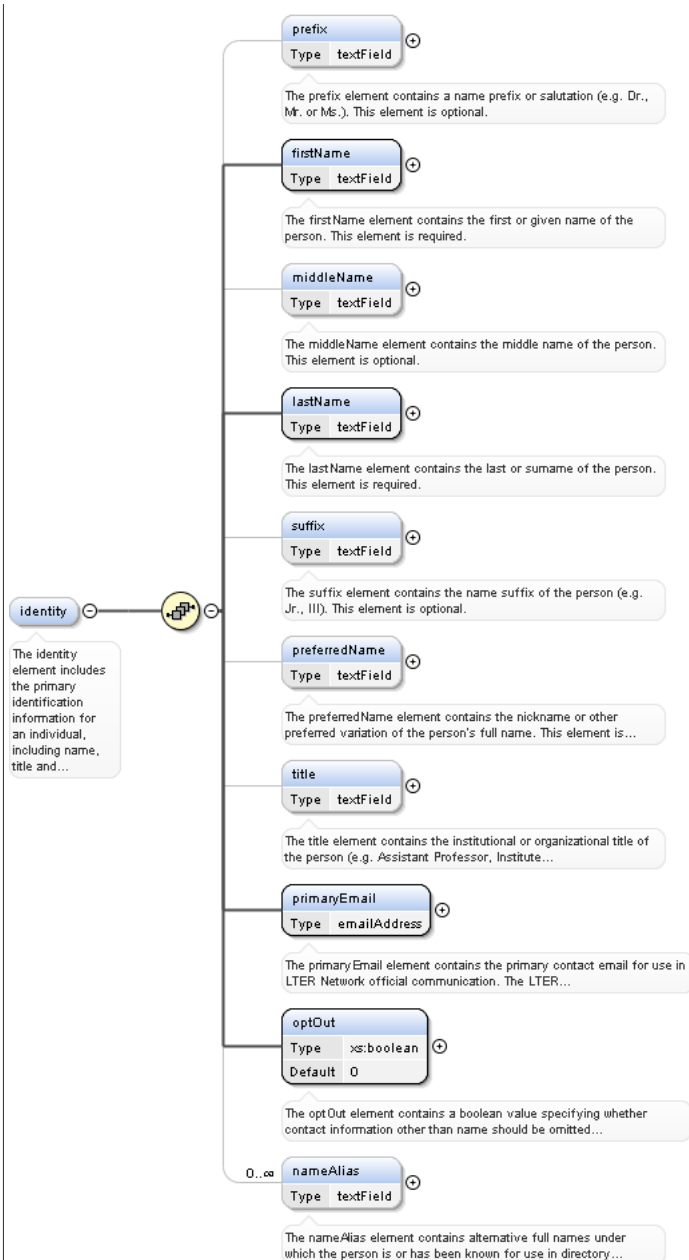 prefix
Type textField
The prefix element contains a name prefix or salutation (e.g. Dr.,
Mr. or Ms.). This element is optional.
firstName
Type textField
The firstName element contains the first or given name of the
person. This element is required.
middleName
Type textField
The middleName element contains the middle name of the person.
This element is optional.
lastName
Type textField
The lastName element contains the last or surname of the person.
This element is required.
suffix
Type textField
The suffix element contains the name suffix of the person (e.g.
Jr., III). This element is optional.
identity
The identity
element includes
the primary
identification
information for
an individual,
including name,
title and...
preferredName
Type textField
The preferredName element contains the nickname or other
preferred variation of the person's full name. This element is...
title
Type textField
The title element contains the institutional or organizational title of
the person (e.g. Assistant Professor, Institute...
primaryEmail
Type emailAddress
The primaryEmail element contains the primary contact email for use in
LTER Network official communication. The LTER...
optOut
Type xs:boolean
Default 0
The optOut element contains a boolean value specifying whether
contact information other than name should be omitted...
0..∞
nameAlias
Type textField
The nameAlias element contains alternative full names under
which the person is or has been known for use in directory...